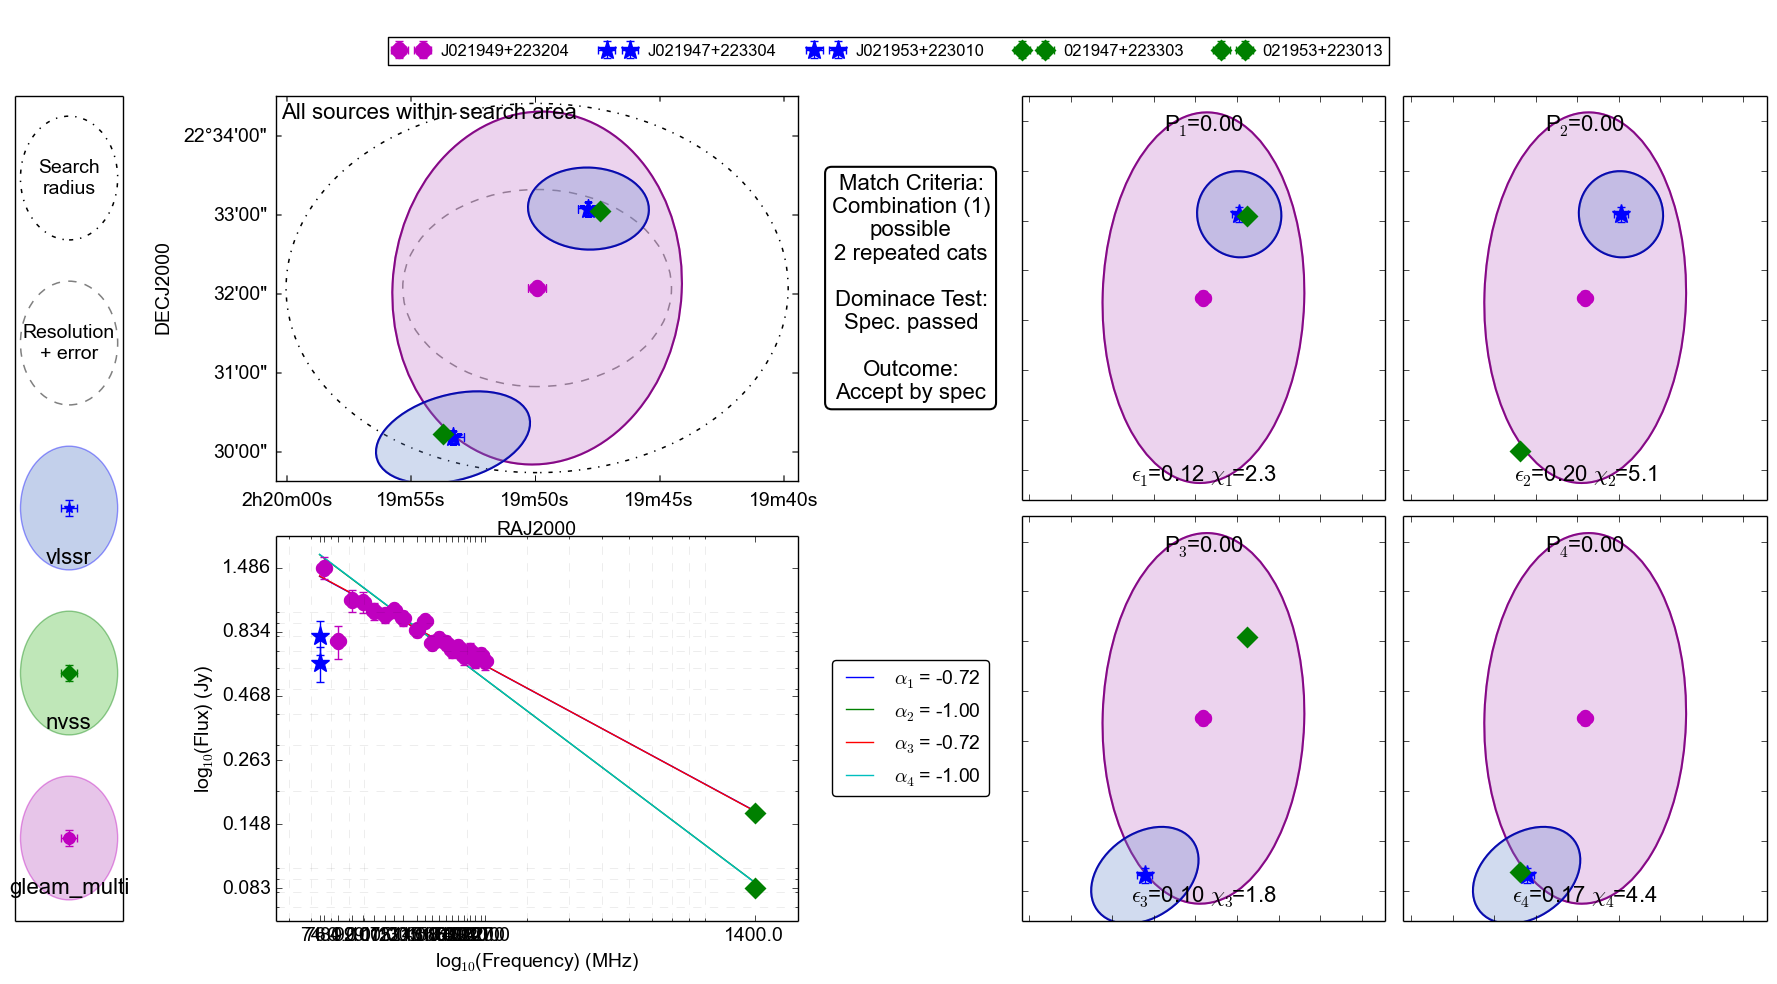 J021949+223204 J021947+223304 J021953+223010 021947+223303 021953+223013
Search
radius
Resolution
+ error
vlssr
nvss
gleam_multi
All sources within search area
22°34'00"
33'00"
32'00"
31'00"
30'00"
DECJ2000
2h20m00s 19m55s 19m50s 19m45s 19m40s
RAJ2000
Match Criteria:
Combination (1)
possible
2 repeated cats
Dominace Test:
Spec. passed
Outcome:
Accept by spec
P1=0.00
ϵ1=0.12 χ1=2.3
P2=0.00
ϵ2=0.20 χ2=5.1
1.486
0.834
0.468
0.263
0.148
0.083
log10(Flux) (Jy)
1400.0
log10(Frequency) (MHz)
α1 = -0.72
α2 = -1.00
α3 = -0.72
α4 = -1.00
P3=0.00
ϵ3=0.10 χ3=1.8
P4=0.00
ϵ4=0.17 χ4=4.4